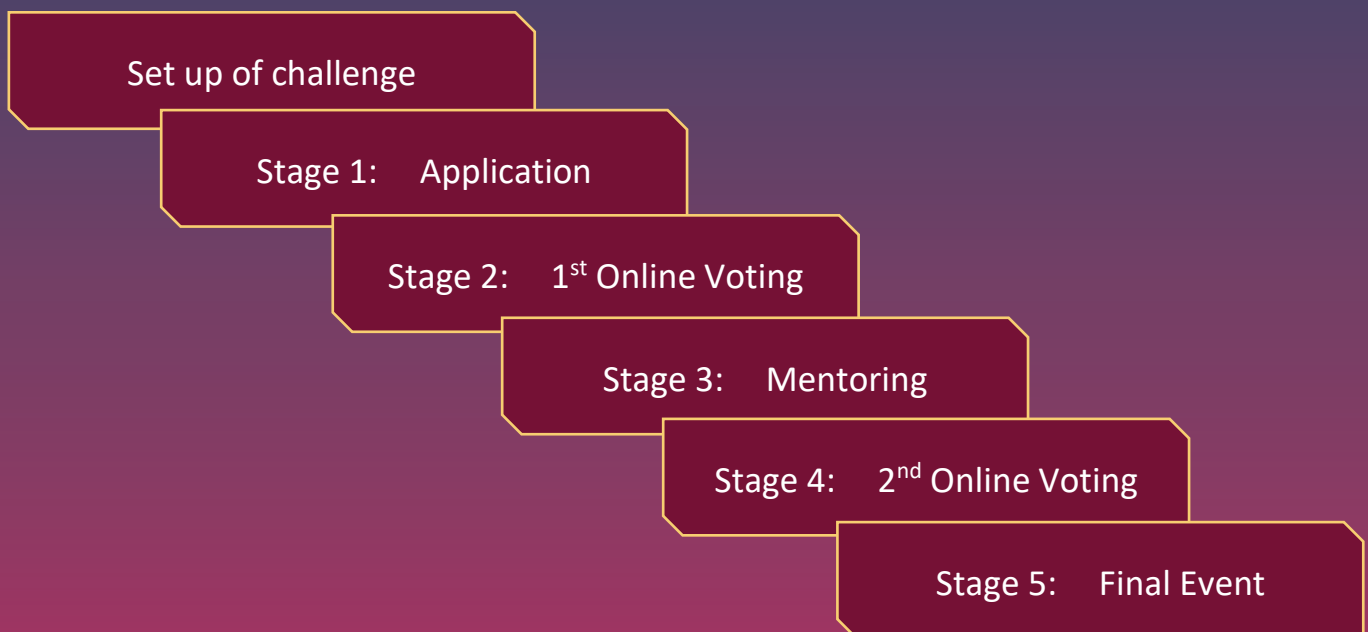 Set up of challenge
Stage 1: Application
Stage 2: 1st Online Voting
Stage 3: Mentoring
Stage 4: 2nd Online Voting
Stage 5: Final Event